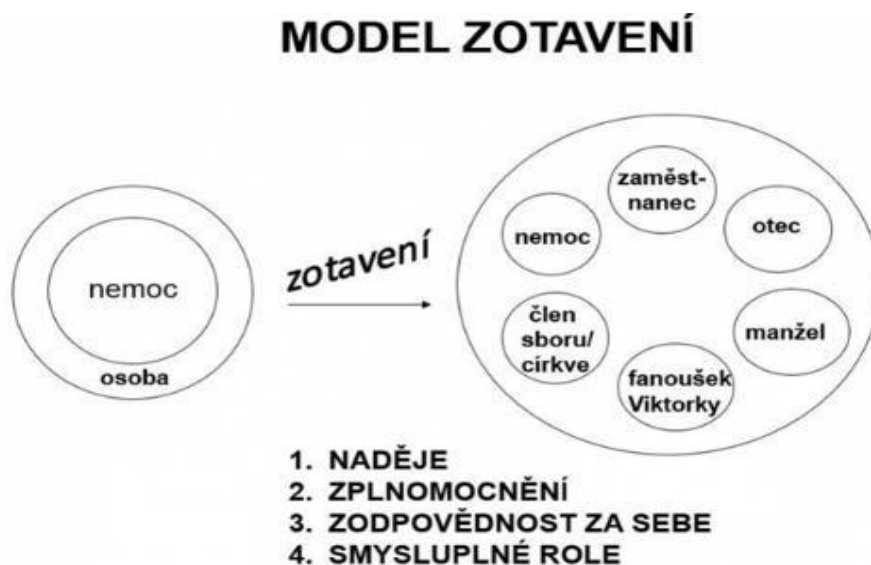 MODEL ZOTAVENÍ
nemoc
osoba
zotavení
zaměst-
nanec
nemoc
otec
člen
sboru/
církve
manžel
fanoušek
Viktorky
1. NADĚJE
2. ZPLNOMOCNĚNÍ
3. ZODPOVĚDNOST ZA SEBE
4. SMYSLUPLNÉ ROLE